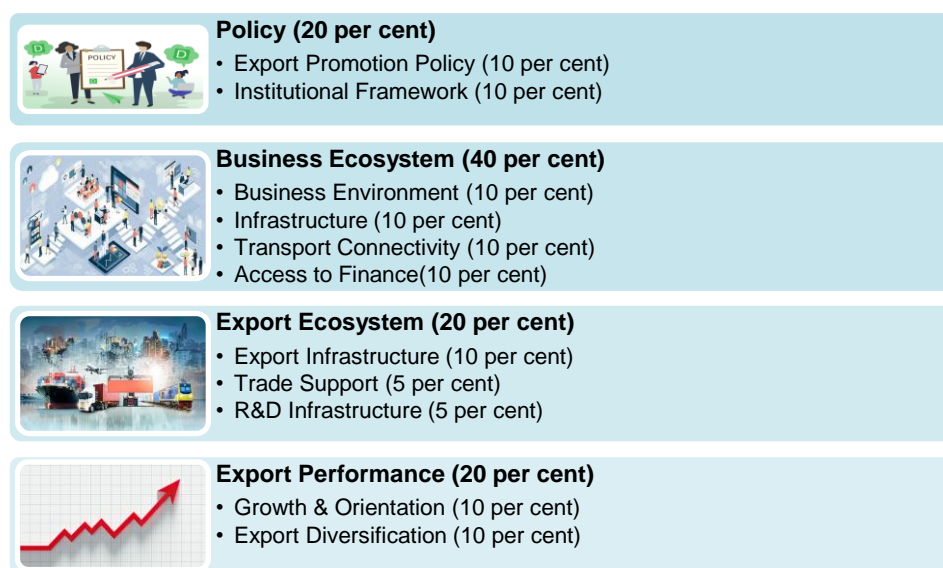 Policy (20 per cent)
• Export Promotion Policy (10 per cent)
• Institutional Framework (10 per cent)
POLICY
Business Ecosystem (40 per cent)
• Business Environment (10 per cent)
• Infrastructure (10 per cent)
• Transport Connectivity (10 per cent)
• Access to Finance(10 per cent)
Export Ecosystem (20 per cent)
• Export Infrastructure (10 per cent)
• Trade Support (5 per cent)
• R&D Infrastructure (5 per cent)
Export Performance (20 per cent)
• Growth & Orientation (10 per cent)
• Export Diversification (10 per cent)